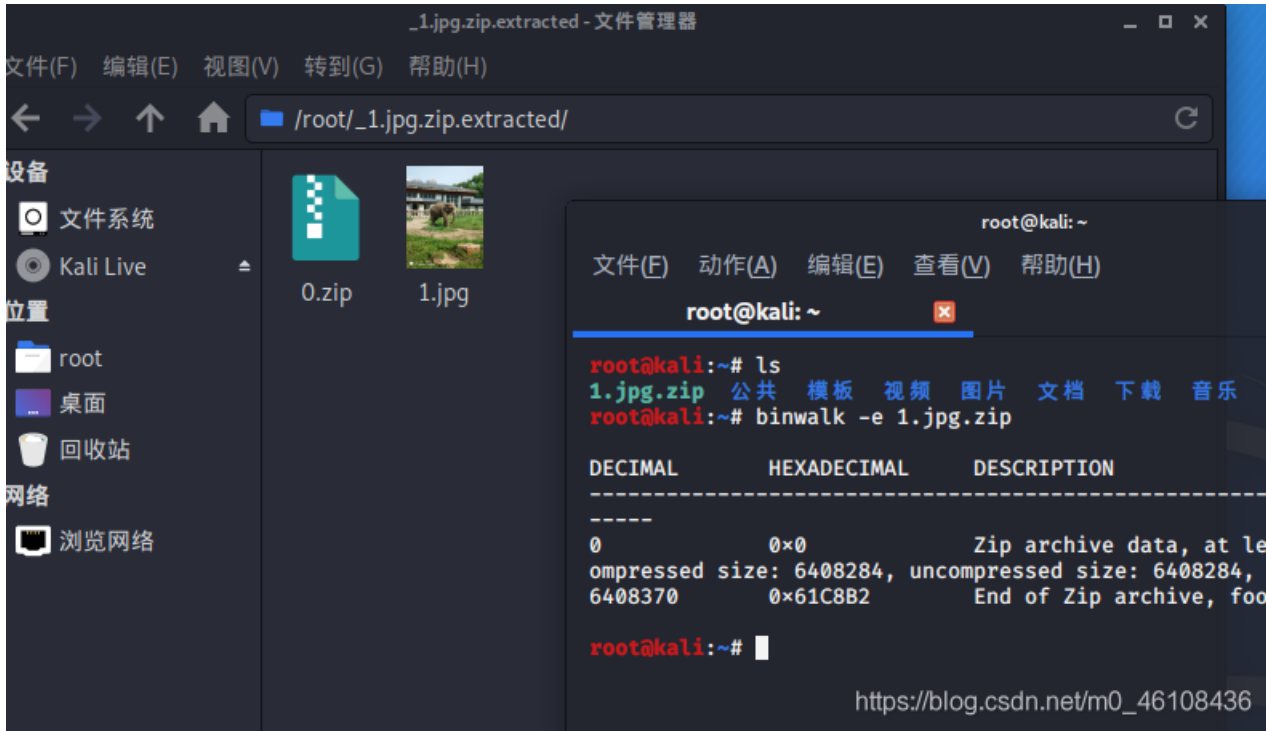 _1.jpg.zip.extracted - 文件管理器
文件(F) 编辑(E) 视图(V) 转到(G) 帮助(H)
/root/_1.jpg.zip.extracted/
设备
文件系统
Kali Live
位置
root
桌面
回收站
网络
浏览网络
0.zip 1.jpg
root@kali: ~
文件(F) 动作(A) 编辑(E) 查看(V) 帮助(H)
root@kali: ~
root@kali:~# ls
1.jpg.zip 公共 模板 视频 图片 文档 下载 音乐
root@kali:~# binwalk -e 1.jpg.zip
DECIMAL HEXADECIMAL DESCRIPTION
--------------------------------------------------------------------------------
-----
0 0×0 Zip archive data, at le
ompressed size: 6408284, uncompressed size: 6408284,
6408370 0×61C8B2 End of Zip archive, foo
root@kali:~#
https://blog.csdn.net/m0_46108436